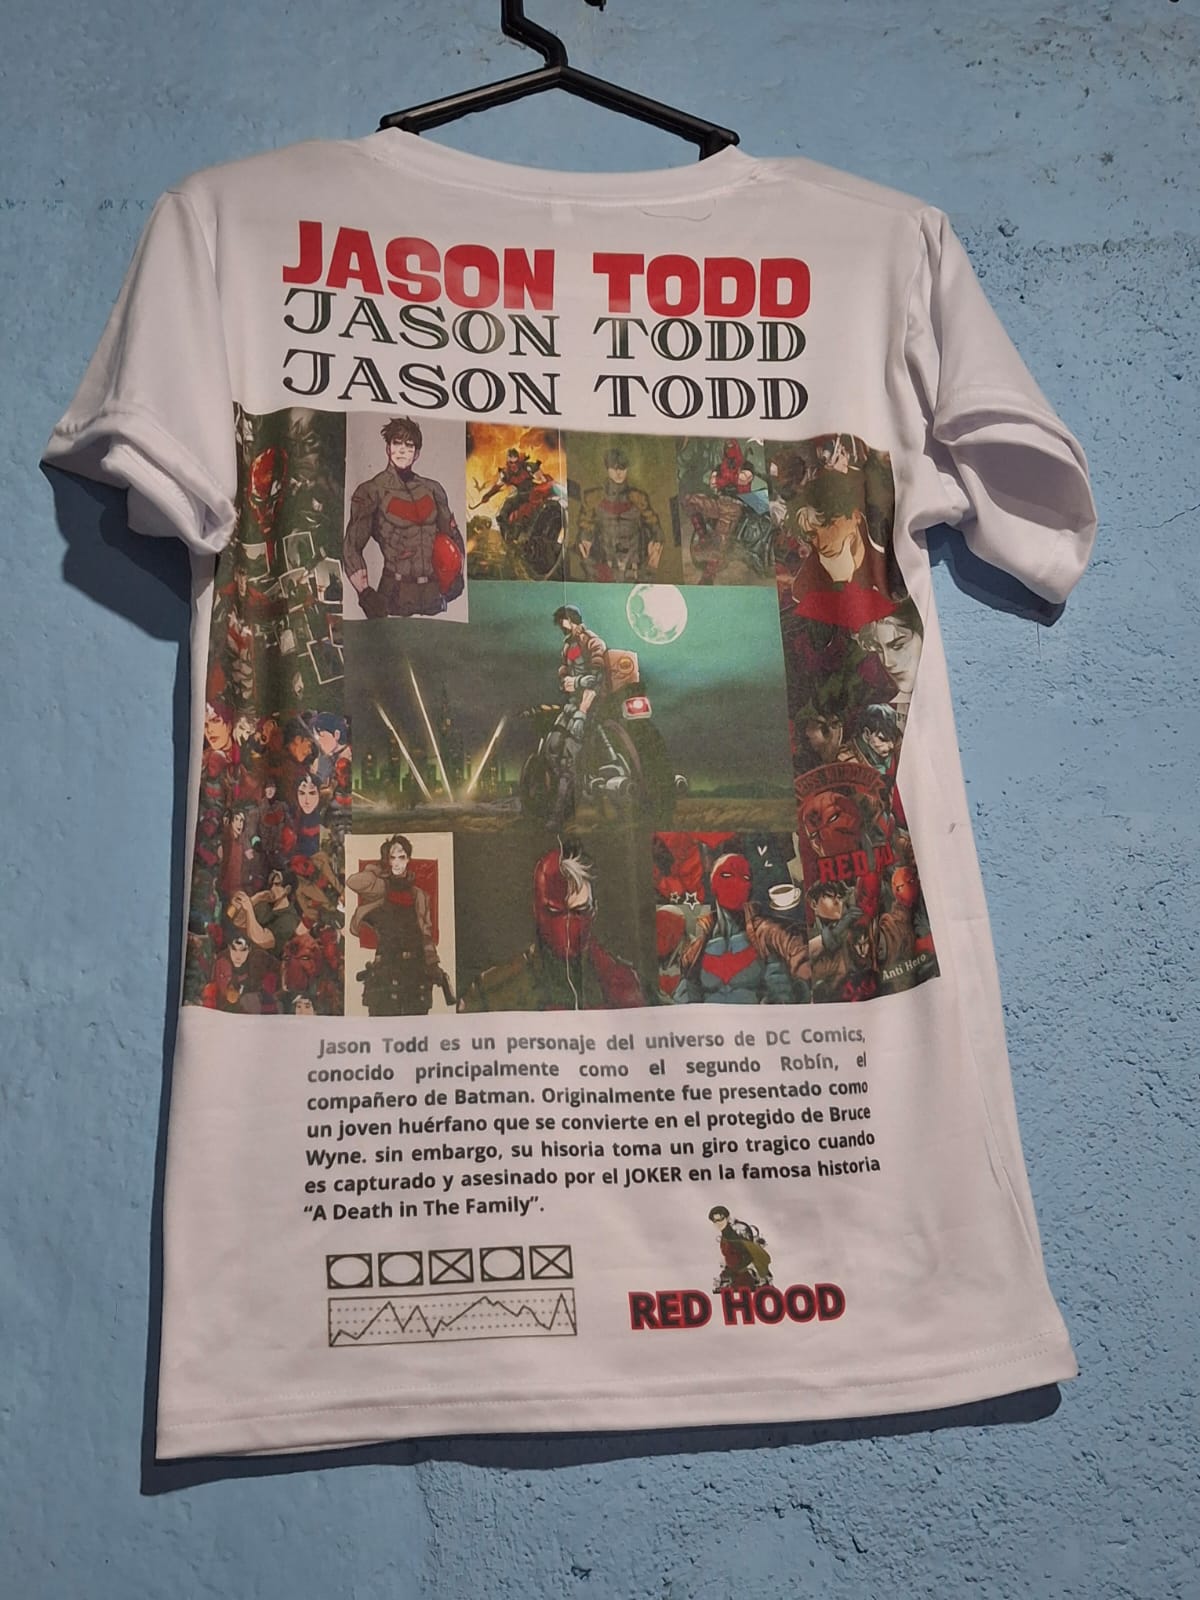 JASON TODD
JASON TODD
JASON TODD
RED
Anti Hero
Jason Todd es un personaje del universo de DC Comics,
conocido principalmente como el segundo Robín, el
compañero de Batman. Originalmente fue presentado como
un joven huérfano que se convierte en el protegido de Bruce
Wyne. sin embargo, su hisoria toma un giro tragico cuando
es capturado y asesinado por el JOKER en la famosa historia
“A Death in The Family”.
RED HOOD